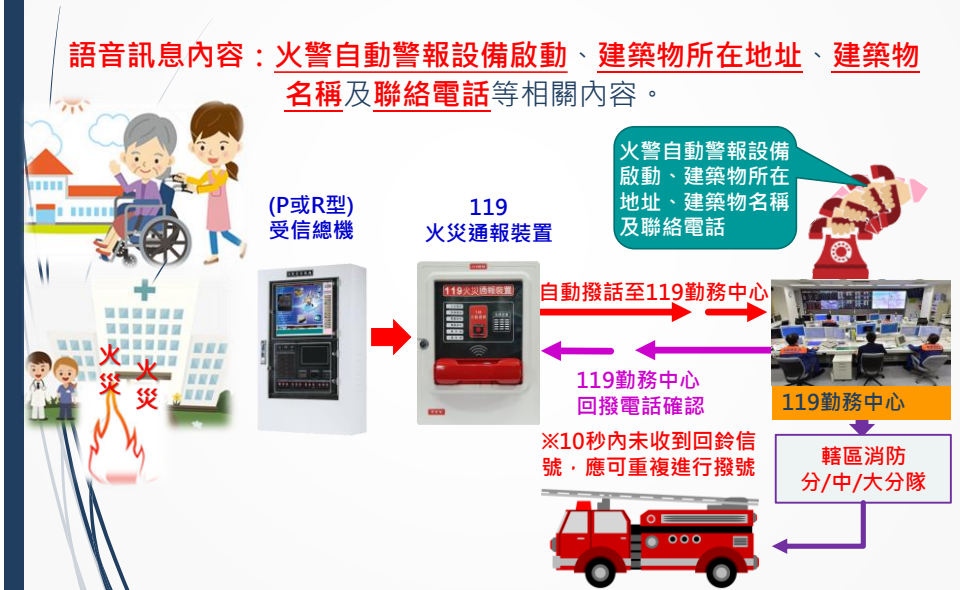 語音訊息內容：火警自動警報設備啟動、建築物所在地址、建築物
名稱及聯絡電話等相關內容。
火警自動警報設備
啟動、建築物所在
地址、建築物名稱
及聯絡電話
(P或R型)
受信總機
119
火災通報裝置
119火災通報裝置
自動撥話至119勤務中心
119勤務中心
回撥電話確認
119勤務中心
火災
火災
※10秒內未收到回鈴信
號，應可重複進行撥號
轄區消防
分/中/大分隊